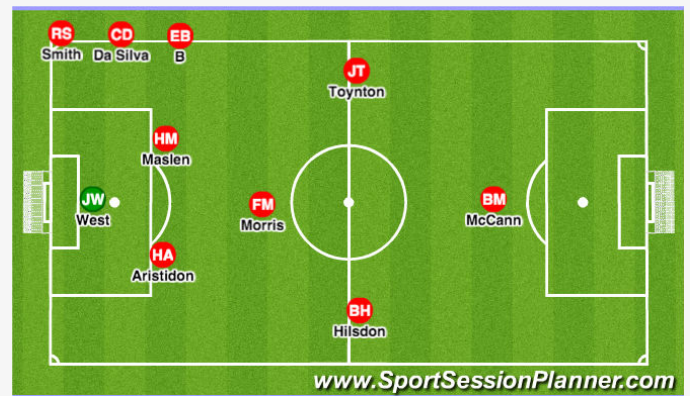 RS CD EB
Smith Da Silva B
JT
Toynton
HM
Maslen
JW
West
FM
Morris
BM
McCann
HA
Aristidon
BH
Hilsdon
www.SportSessionPlanner.com